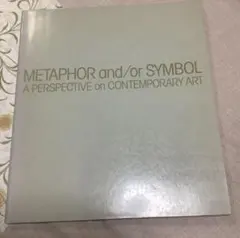 METAPHOR and/or SYMBOL
A PERSPECTIVE on CONTEMPORARY ART